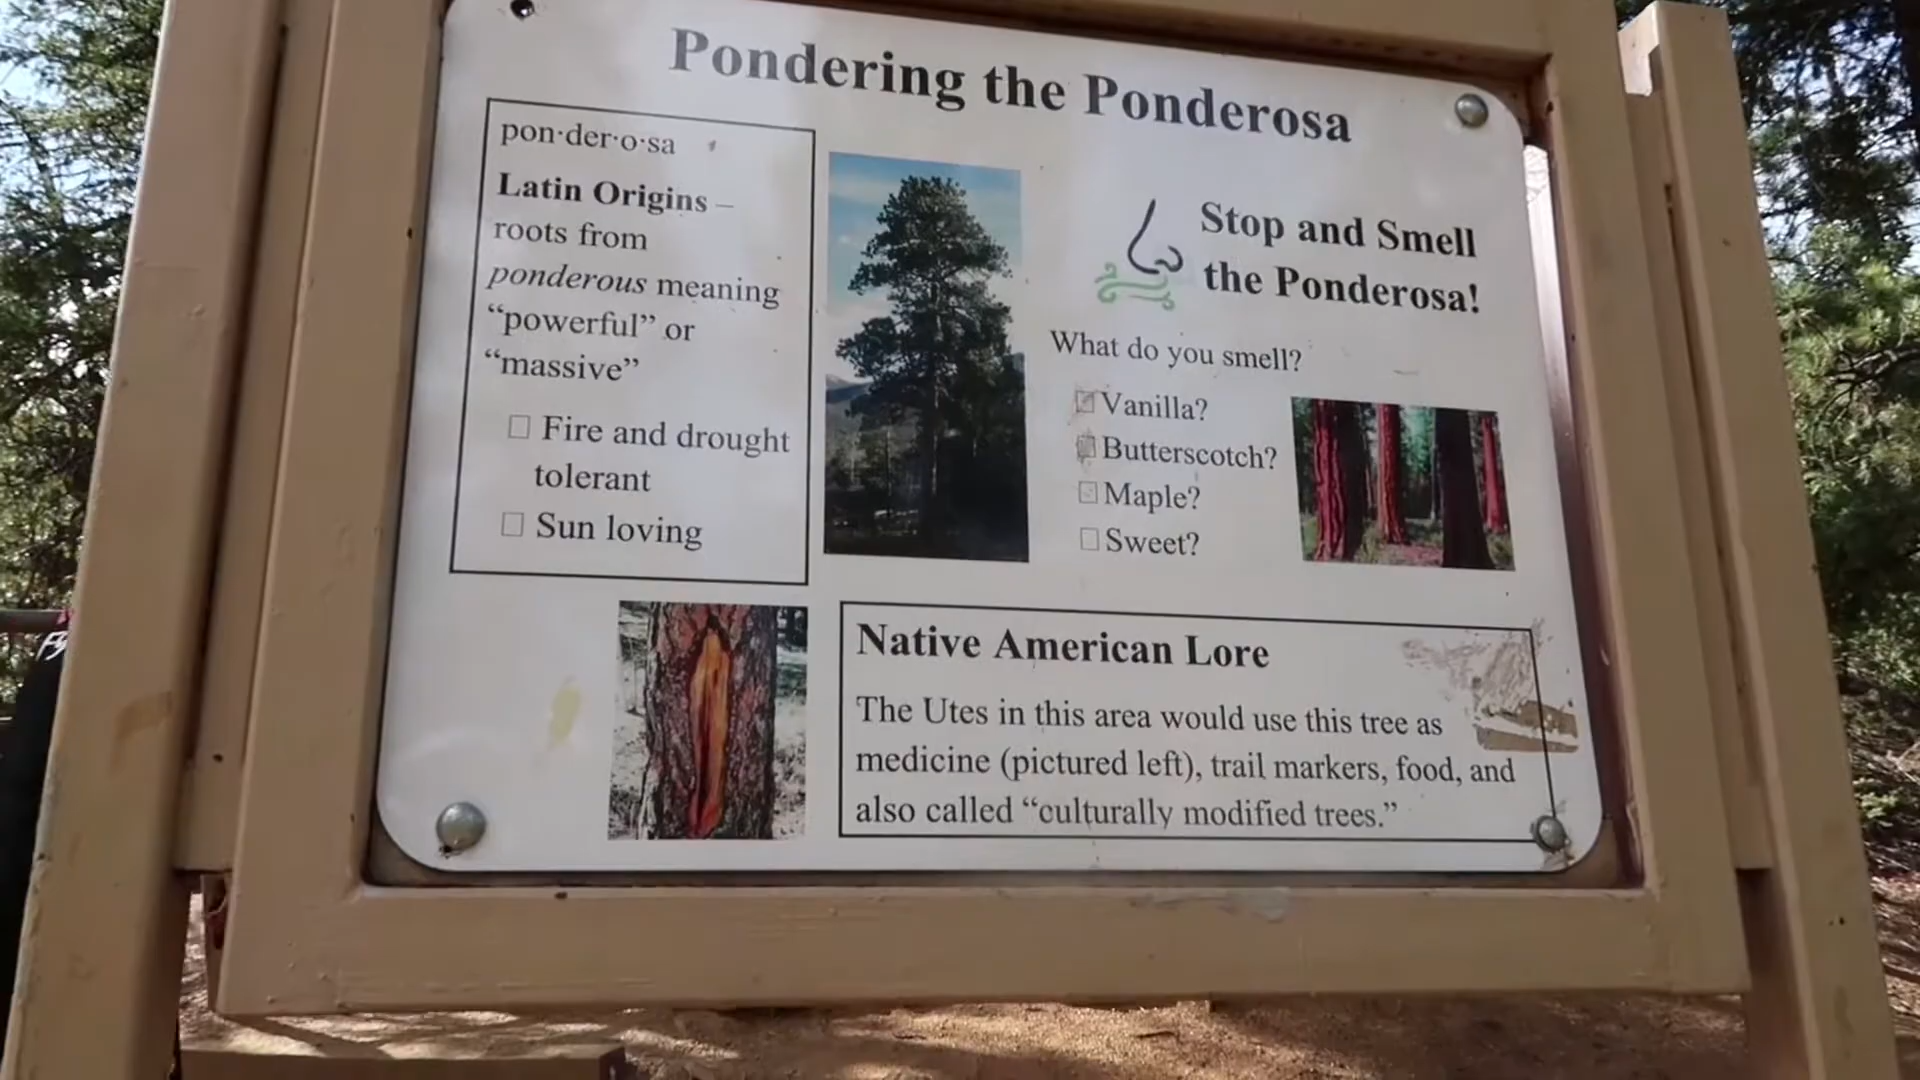 Pondering the Ponderosa
pon·der·o·sa
Latin Origins –
roots from
ponderous meaning
“powerful” or
“massive”
Fire and drought
tolerant
Sun loving
Stop and Smell
the Ponderosa!
What do you smell?
Vanilla?
Butterscotch?
Maple?
Sweet?
Native American Lore
The Utes in this area would use this tree as
medicine (pictured left), trail markers, food, and
also called “culturally modified trees.”